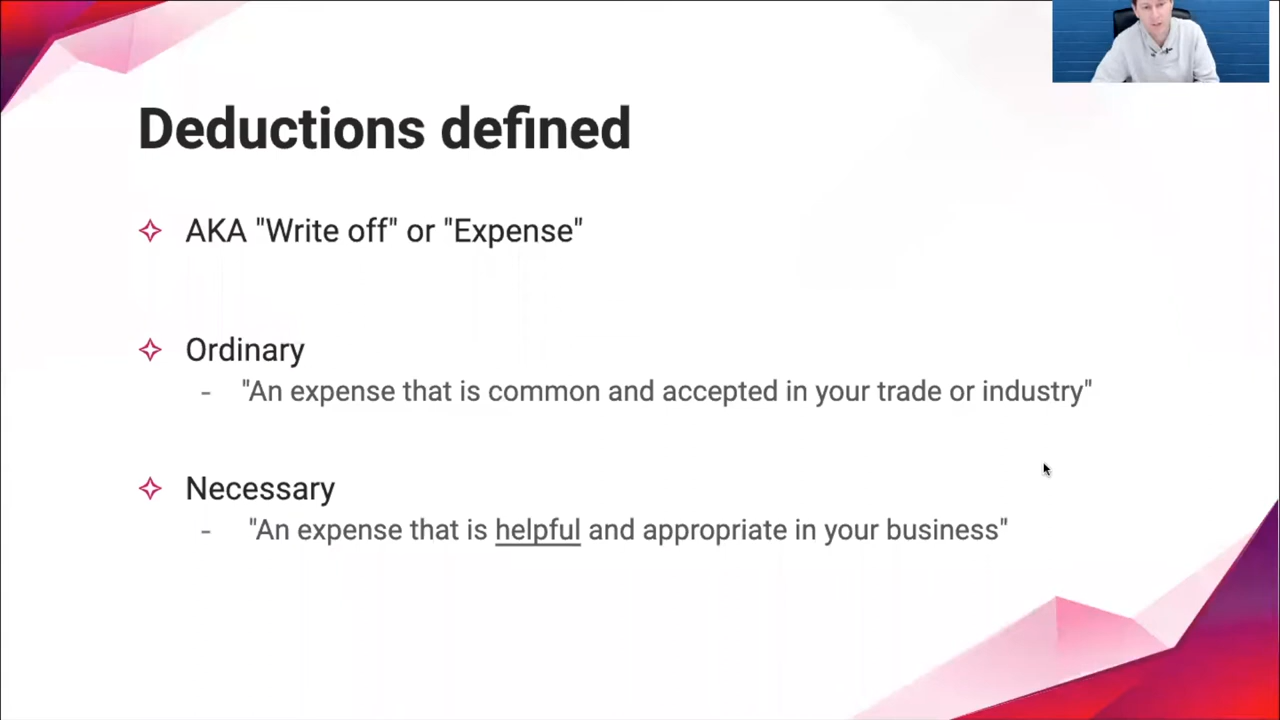 Deductions defined
AKA "Write off" or "Expense"
Ordinary
- "An expense that is common and accepted in your trade or industry"
Necessary
- "An expense that is helpful and appropriate in your business"